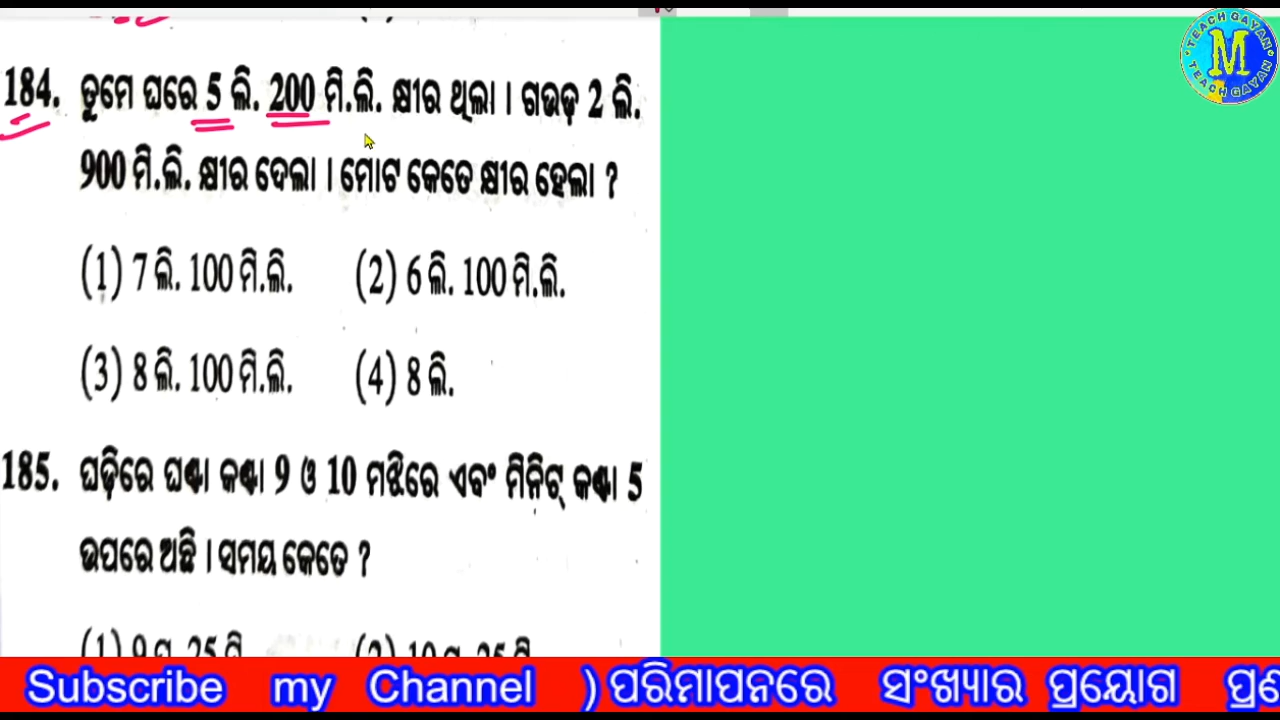 TEACH GAYAN
M
TEACH GAYAN
184. ତୁମେ ଘରେ 5 ଲି. 200 ମି.ଲି. କ୍ଷୀର ଥିଲା । ଗଉଡ଼ 2 ଲି.
900 ମି.ଲି. କ୍ଷୀର ଦେଲା । ମୋଟ କେତେ କ୍ଷୀର ହେଲା ?
(1) 7 ଲି. 100 ମି.ଲି. (2) 6 ଲି. 100 ମି.ଲି.
(3) 8 ଲି. 100 ମି.ଲି. (4) 8 ଲି.
185. ଘଡ଼ିରେ ଘଣ୍ଟା କଣ୍ଟା 9 ଓ 10 ମଝିରେ ଏବଂ ମିନିଟ୍ କଣ୍ଟା 5
ଉପରେ ଅଛି । ସମୟ କେତେ ?
Subscribe my Channel ) ପରିମାପନରେ ସଂଖ୍ୟାର ପ୍ରୟୋଗ